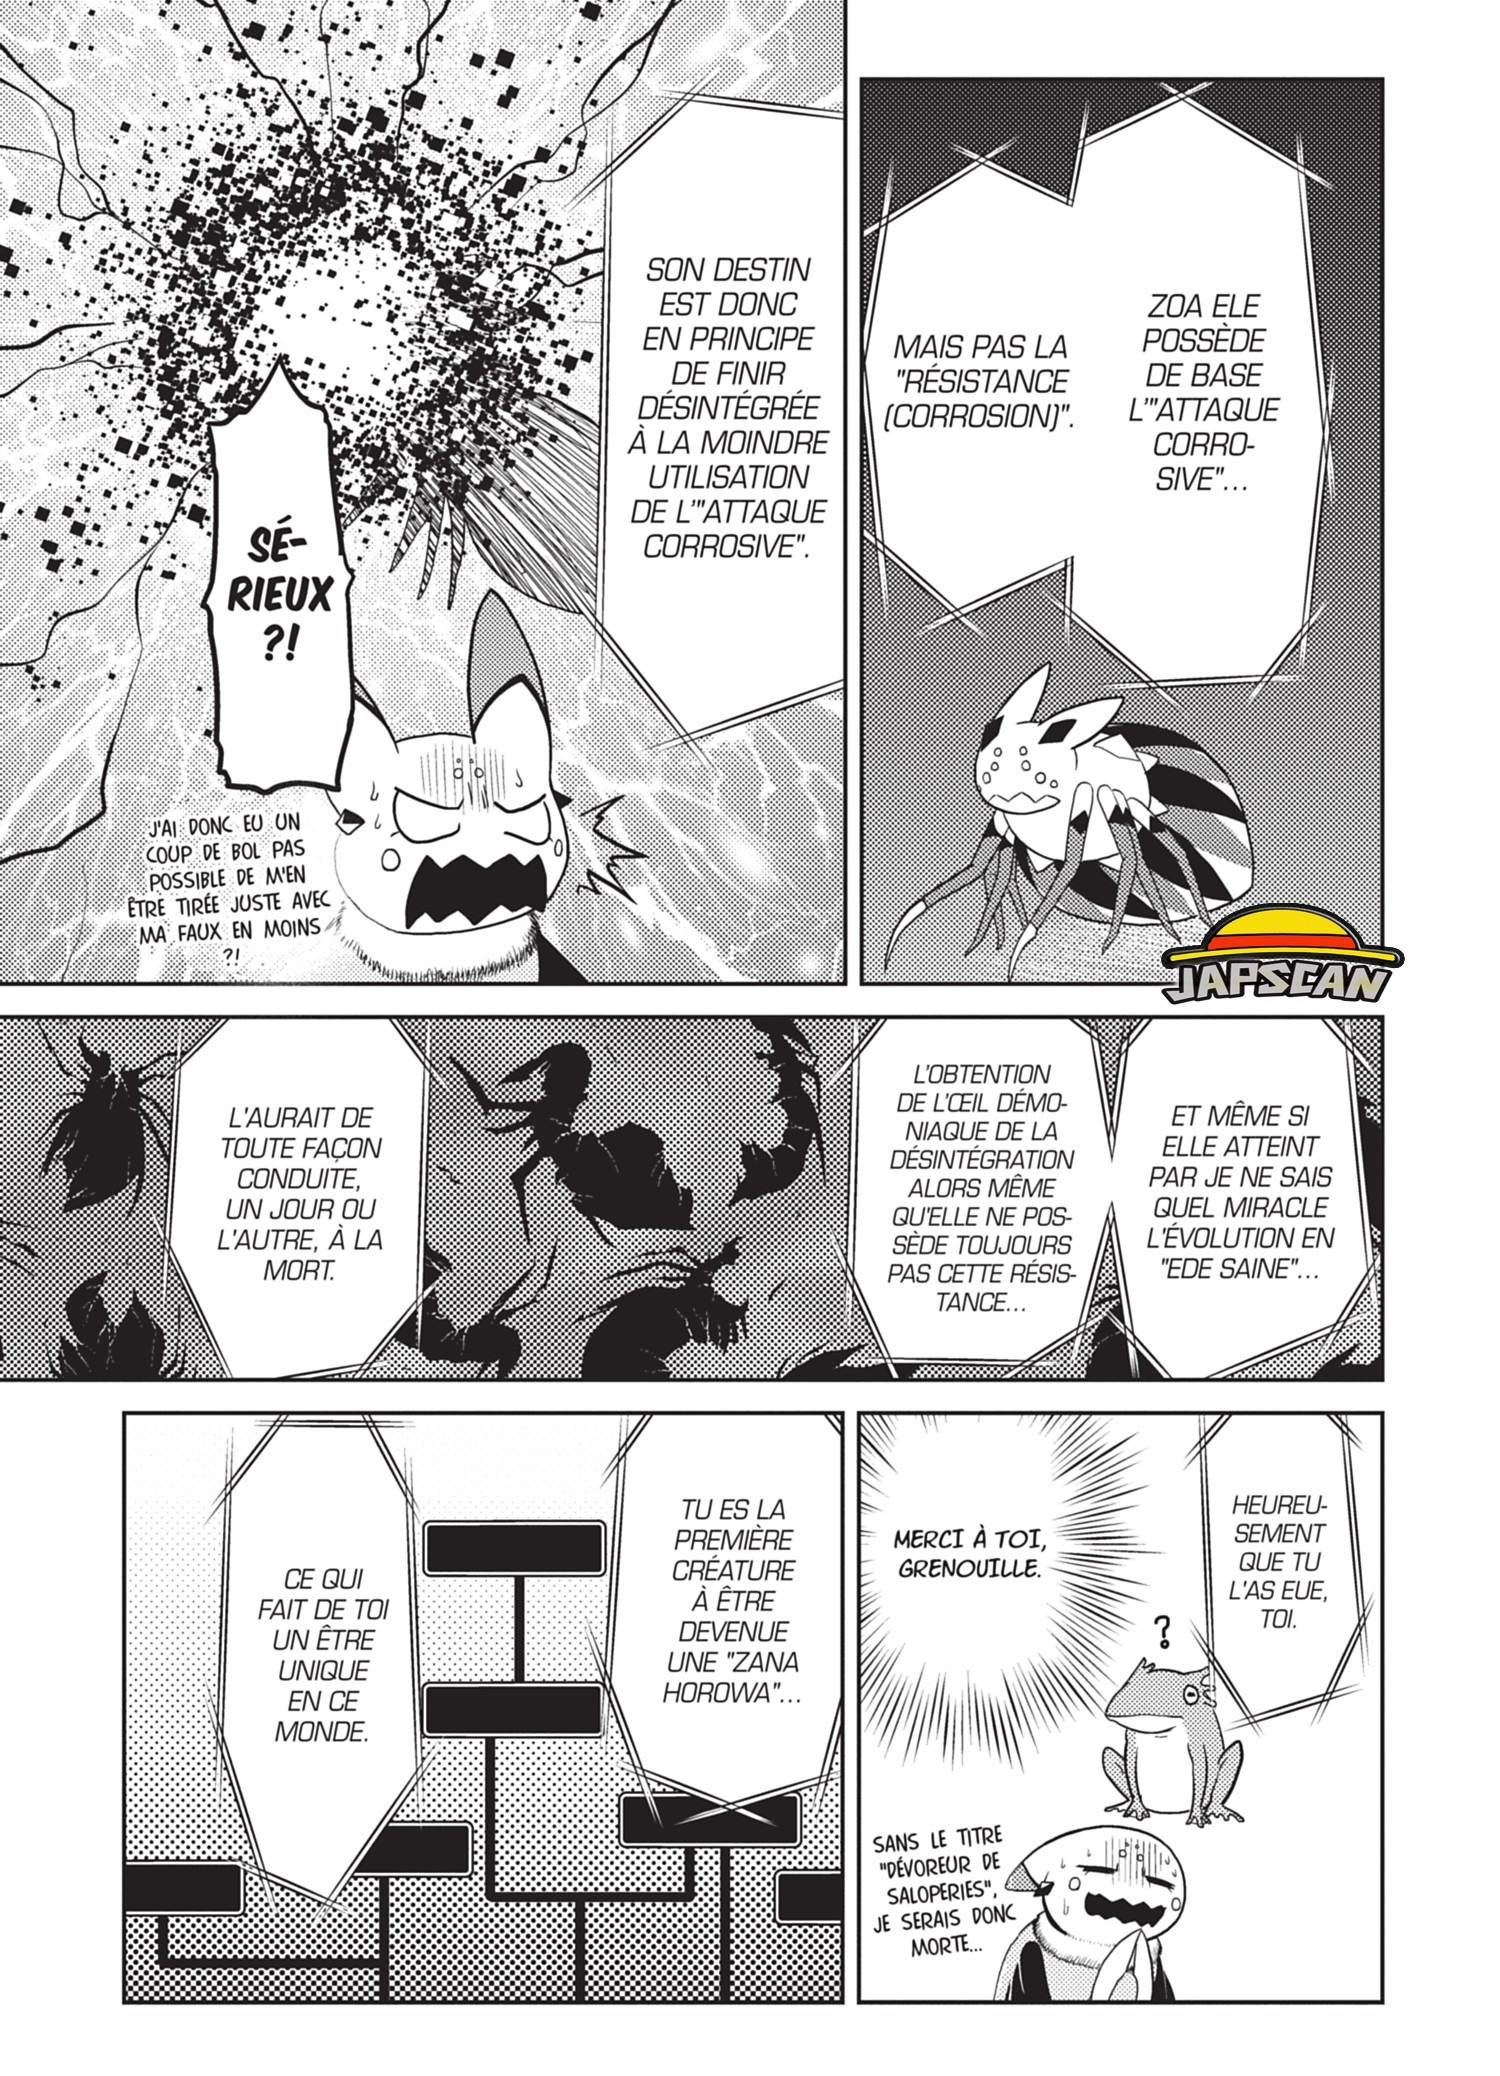 ZOA ELE
POSSÈDE
DE BASE
L'"ATTAQUE
CORRO-
SIVE"...
MAIS PAS LA
"RÉSISTANCE
(CORROSION)".
SON DESTIN
EST DONC
EN PRINCIPE
DE FINIR
DÉSINTÉGRÉE
À LA MOINDRE
UTILISATION
DE L'"ATTAQUE
CORROSIVE".
SÉ-
RIEUX
?!
J'AI DONC EU UN
COUP DE BOL PAS
POSSIBLE DE M'EN
ÊTRE TIRÉE JUSTE AVEC
MA FAUX EN MOINS
?!
JAPSCAN
ET MÊME SI
ELLE ATTEINT
PAR JE NE SAIS
QUEL MIRACLE
L'ÉVOLUTION EN
"EDE SAINE"...
L'OBTENTION
DE L'ŒIL DÉMO-
NIAQUE DE LA
DÉSINTÉGRATION
ALORS MÊME
QU'ELLE NE POS-
SÈDE TOUJOURS
PAS CETTE RÉSIS-
TANCE...
L'AURAIT DE
TOUTE FAÇON
CONDUITE,
UN JOUR OU
L'AUTRE, À LA
MORT.
HEUREU-
SEMENT
QUE TU
L'AS EUE,
TOI.
MERCI À TOI,
GRENOUILLE.
?
SANS LE TITRE
"DÉVOREUR DE
SALOPERIES",
JE SERAIS DONC
MORTE...
TU ES LA
PREMIÈRE
CRÉATURE
À ÊTRE
DEVENUE
UNE "ZANA
HOROWA"...
CE QUI
FAIT DE TOI
UN ÊTRE
UNIQUE
EN CE
MONDE.